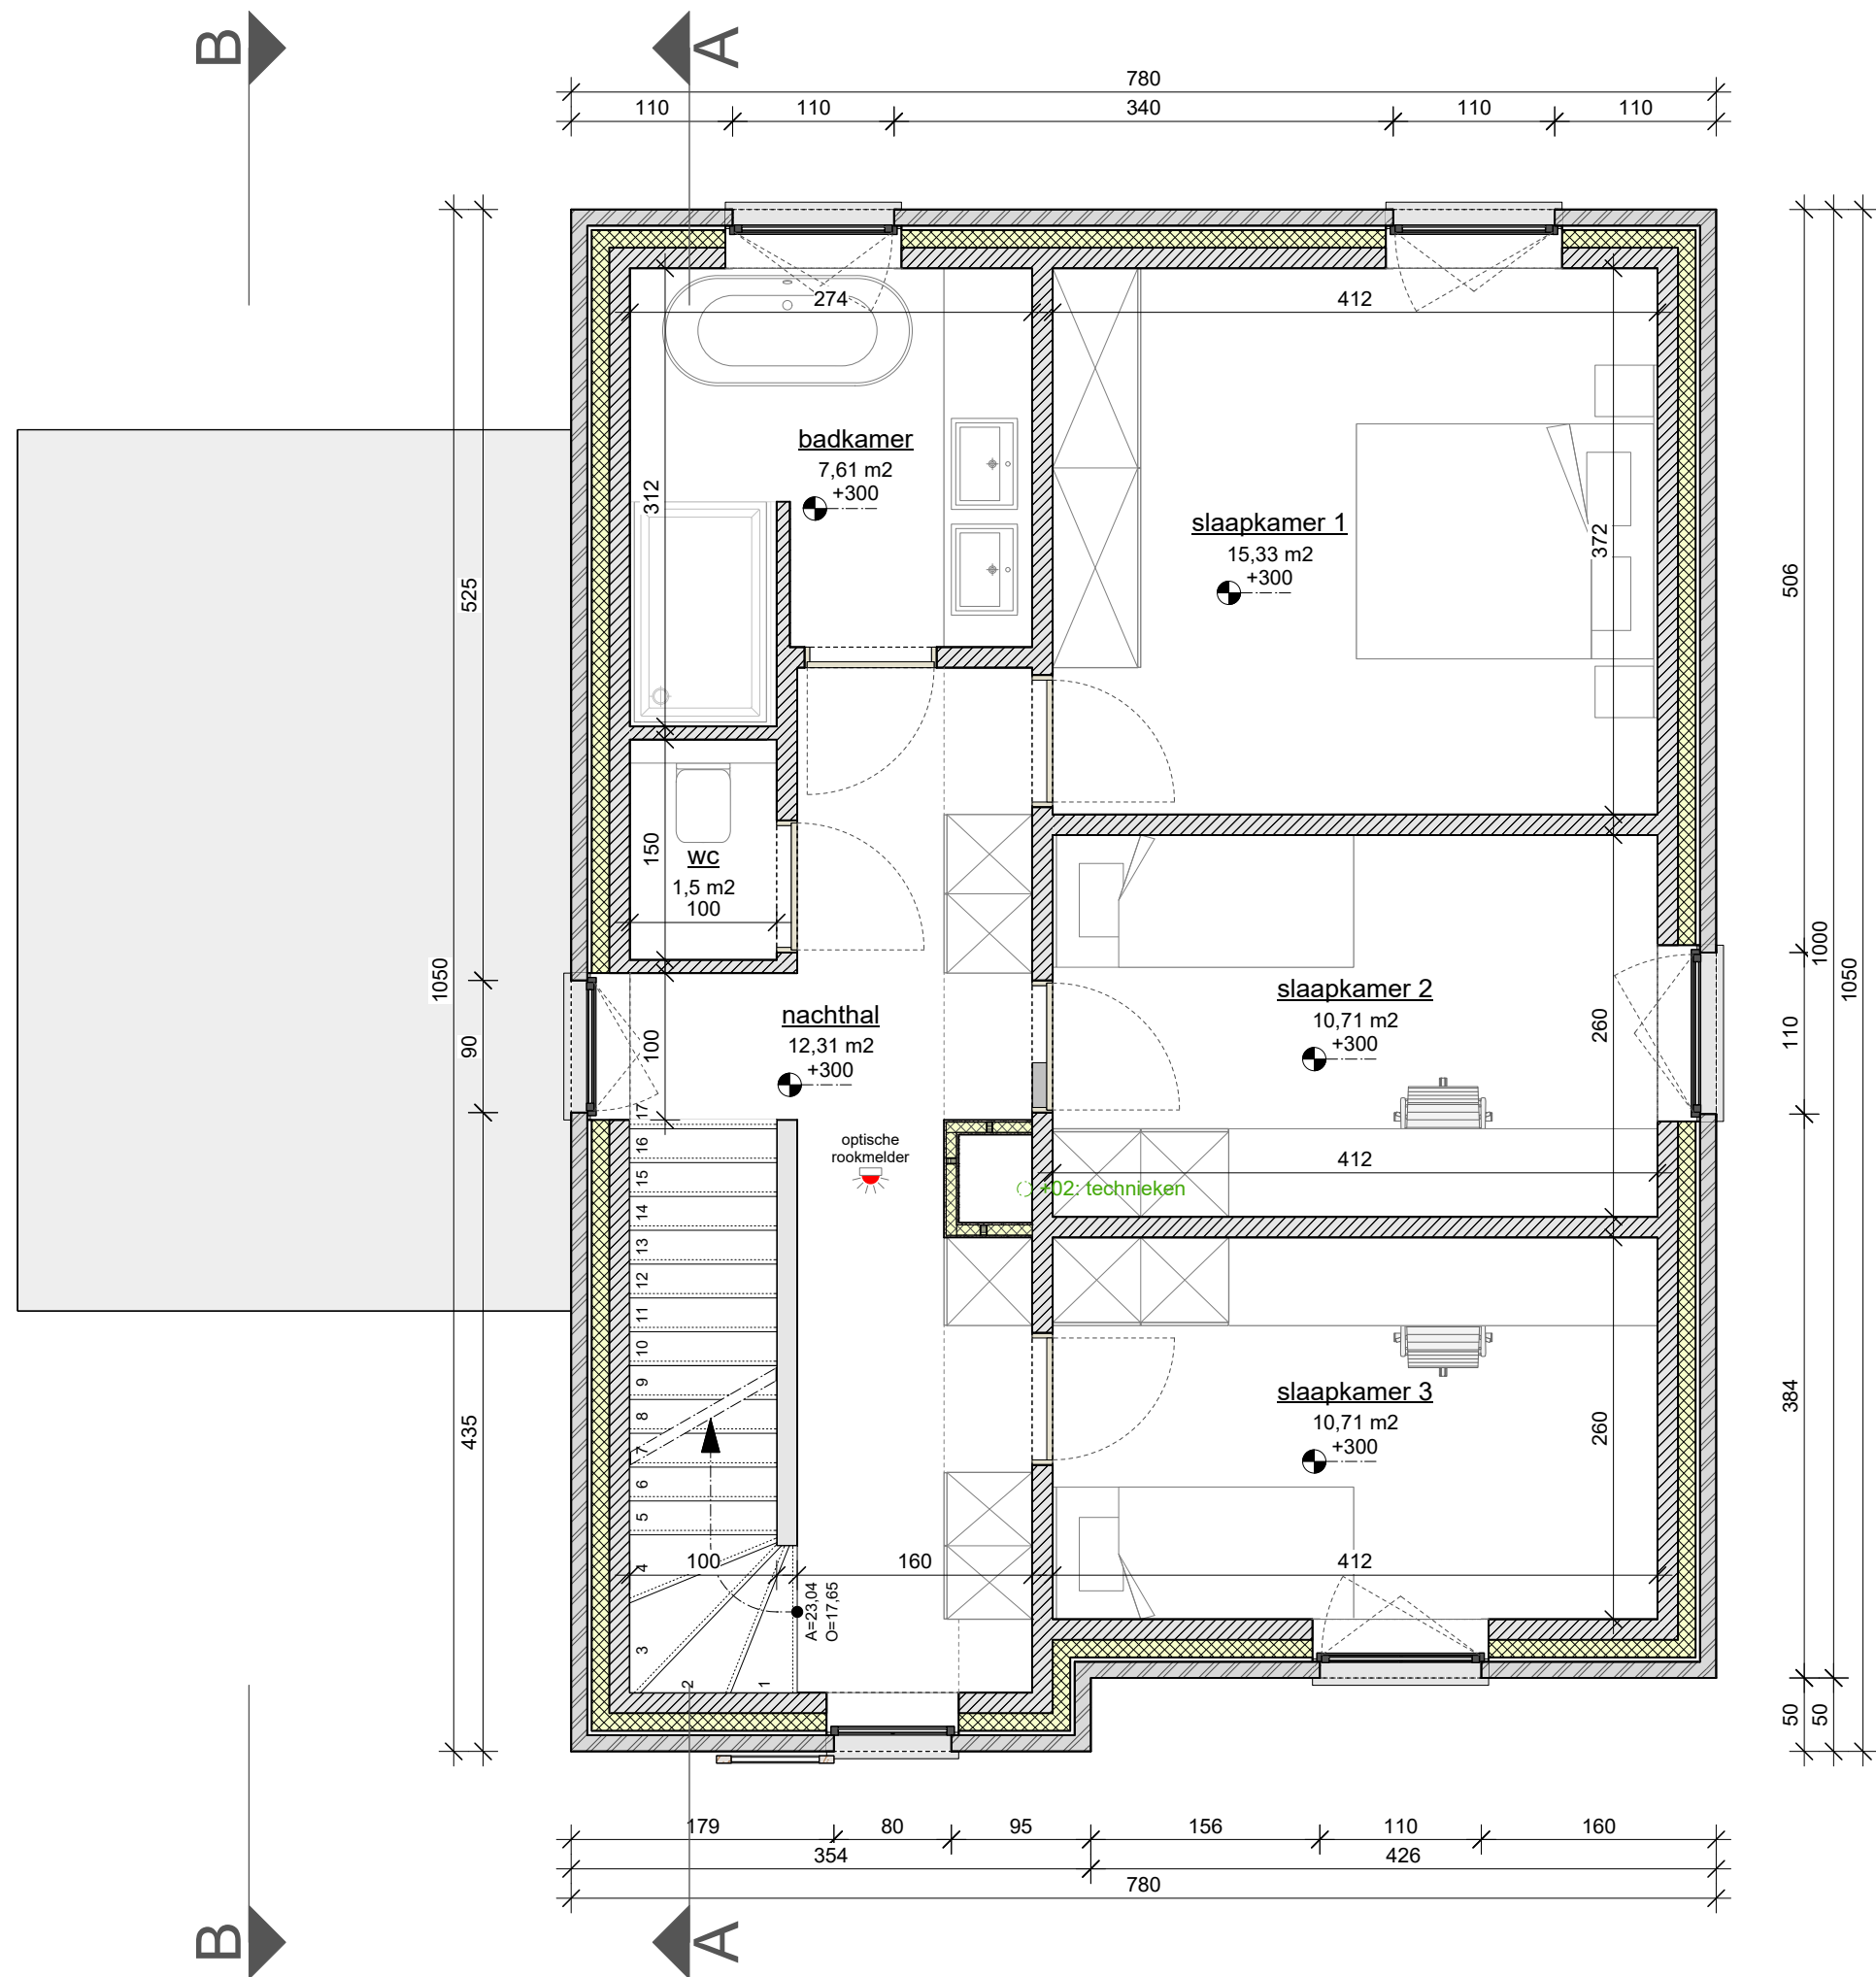 B
A
780
110
110
340
110
110
274
412
badkamer
7,61 m2
+300
312
slaapkamer 1
15,33 m2
+300
372
525
506
150
wc
1,5 m2
100
1050
1000
1050
90
110
nachthal
12,31 m2
+300
100
slaapkamer 2
10,71 m2
+300
260
optische
rookmelder
412
+02: technieken
17
16
15
14
13
12
11
10
9
8
7
6
5
4
3
2
1
slaapkamer 3
10,71 m2
+300
260
435
384
100
160
412
A=23,04
O=17,65
50
50
179
80
95
156
110
160
354
426
780
B
A